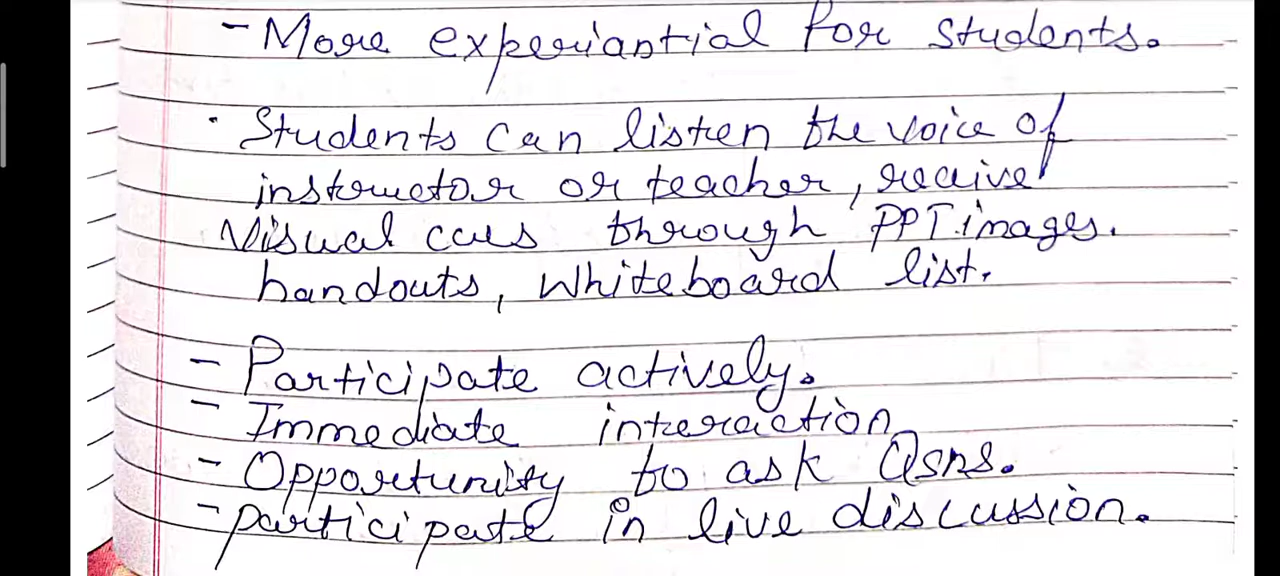 - More experiantial for students.
· Students can listen the voice of
instructor or teacher, recive
Visual cues through PPT images.
handouts, whiteboard list.
- Participate actively.
- Immediate interaction
- Opportunity to ask Qsns.
- participate in live discussion.